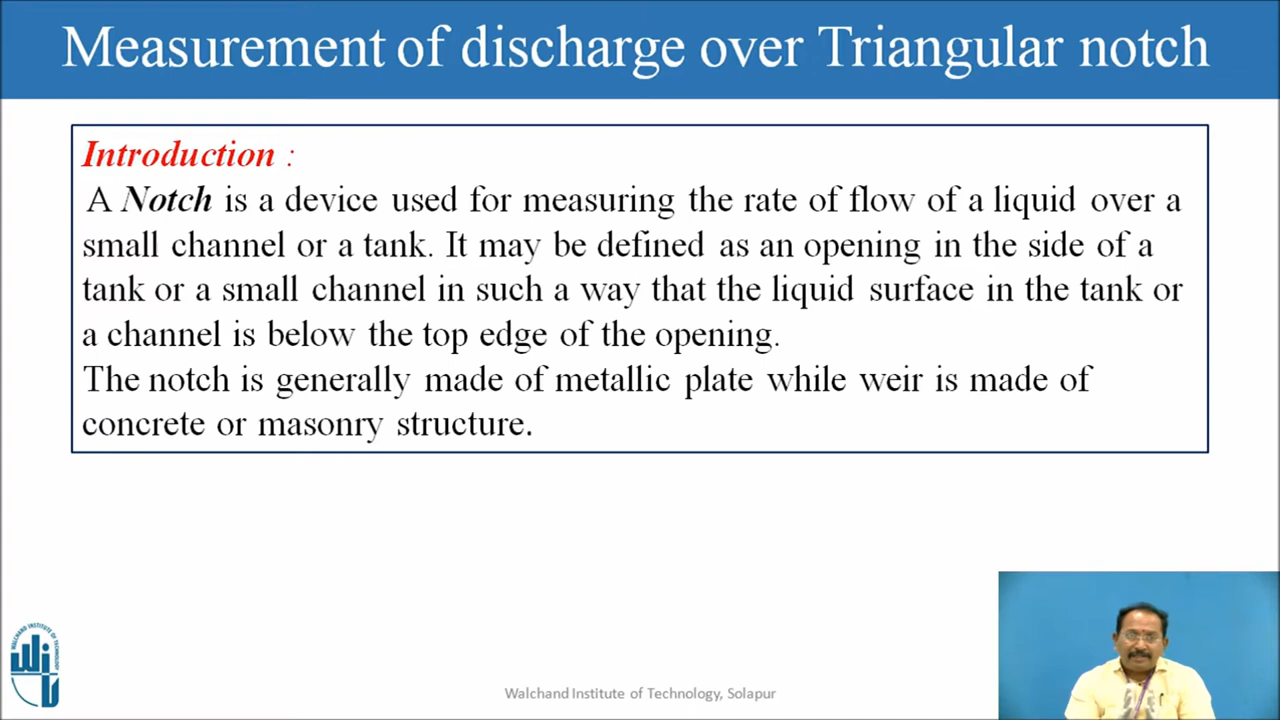 Measurement of discharge over Triangular notch
Introduction :
A Notch is a device used for measuring the rate of flow of a liquid over a
small channel or a tank. It may be defined as an opening in the side of a
tank or a small channel in such a way that the liquid surface in the tank or
a channel is below the top edge of the opening.
The notch is generally made of metallic plate while weir is made of
concrete or masonry structure.
WALCHAND INSTITUTE OF TECHNOLOGY
Walchand Institute of Technology, Solapur